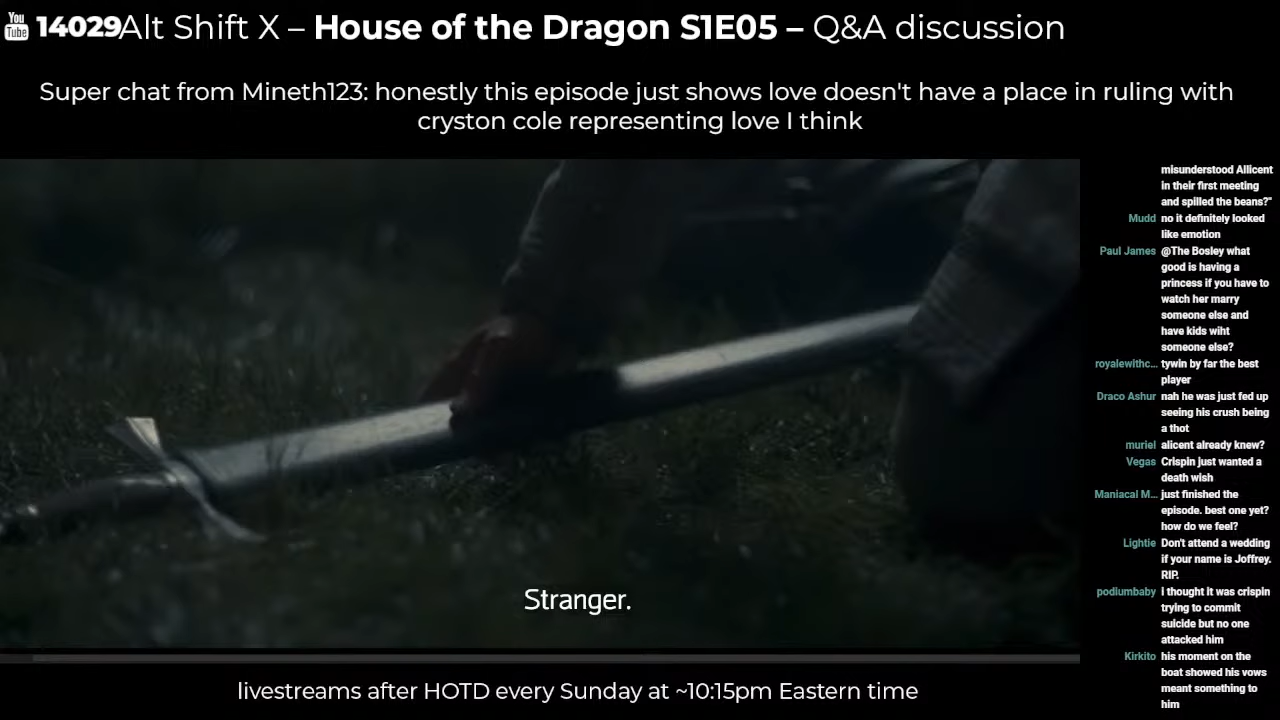 You Tube 14029 Alt Shift X – House of the Dragon S1E05 – Q&A discussion
Super chat from Mineth123: honestly this episode just shows love doesn't have a place in ruling with
cryston cole representing love I think
Stranger.
misunderstood Allicent
in their first meeting
and spilled the beans?"
Mudd no it definitely looked
like emotion
Paul James @The Bosley what
good is having a
princess if you have to
watch her marry
someone else and
have kids wiht
someone else?
royalewithc... tywin by far the best
player
Draco Ashur nah he was just fed up
seeing his crush being
a thot
muriel alicent already knew?
Vegas Crispin just wanted a
death wish
Maniacal M... just finished the
episode. best one yet?
how do we feel?
Lightie Don't attend a wedding
if your name is Joffrey.
RIP.
podiumbaby i thought it was crispin
trying to commit
suicide but no one
attacked him
Kirkito his moment on the
boat showed his vows
meant something to
him
livestreams after HOTD every Sunday at ~10:15pm Eastern time